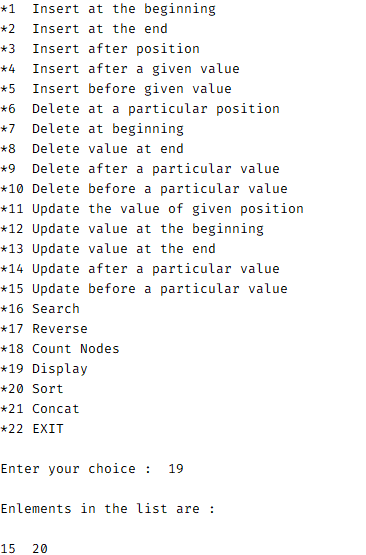 *1  Insert at the beginning
*2  Insert at the end
*3  Insert after position
*4  Insert after a given value
*5  Insert before given value
*6  Delete at a particular position
*7  Delete at beginning
*8  Delete value at end
*9  Delete after a particular value
*10 Delete before a particular value
*11 Update the value of given position
*12 Update value at the beginning
*13 Update value at the end
*14 Update after a particular value
*15 Update before a particular value
*16 Search
*17 Reverse
*18 Count Nodes
*19 Display
*20 Sort
*21 Concat
*22 EXIT
Enter your choice :  19
Enlements in the list are :
15  20